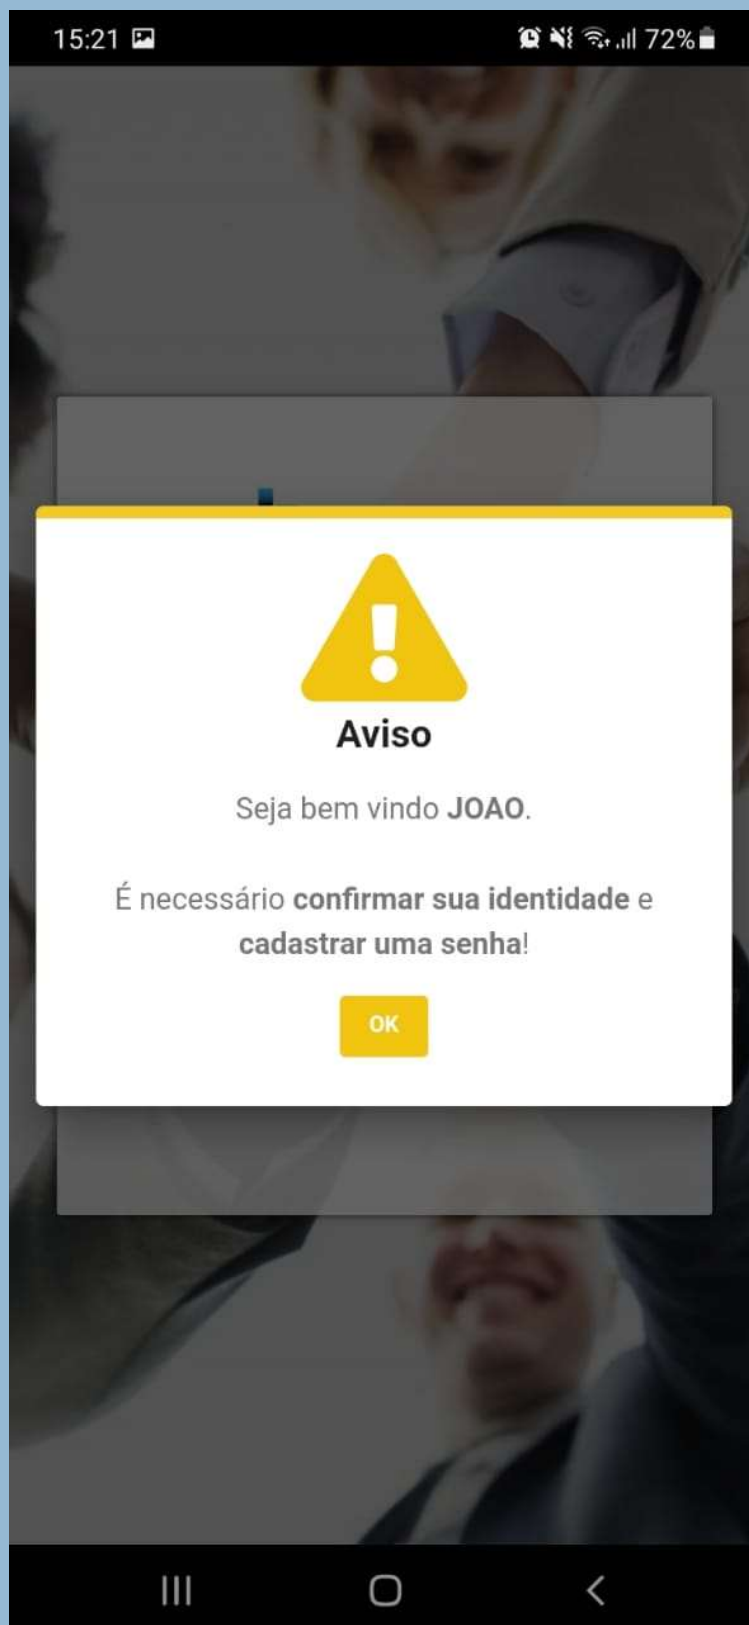 15:21
72%
Aviso
Seja bem vindo JOAO.
É necessário confirmar sua identidade e
cadastrar uma senha!
OK